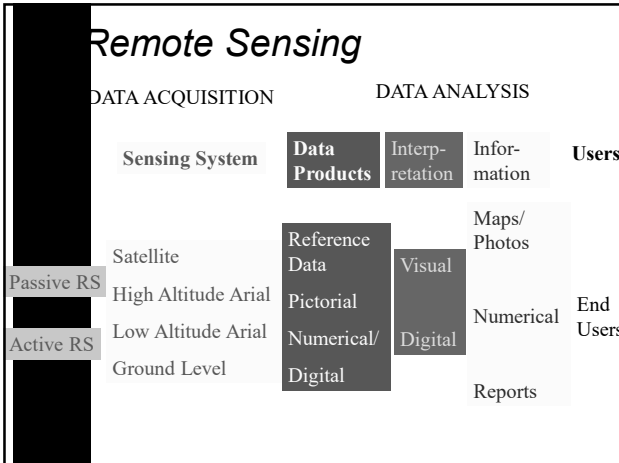 Remote Sensing
DATA ACQUISITION
DATA ANALYSIS
Sensing System
Data
Products
Interp-
retation
Infor-
mation
Users
Passive RS
Active RS
Satellite
High Altitude Arial
Low Altitude Arial
Ground Level
Reference
Data
Pictorial
Numerical/
Digital
Visual
Digital
Maps/
Photos
Numerical
Reports
End
Users